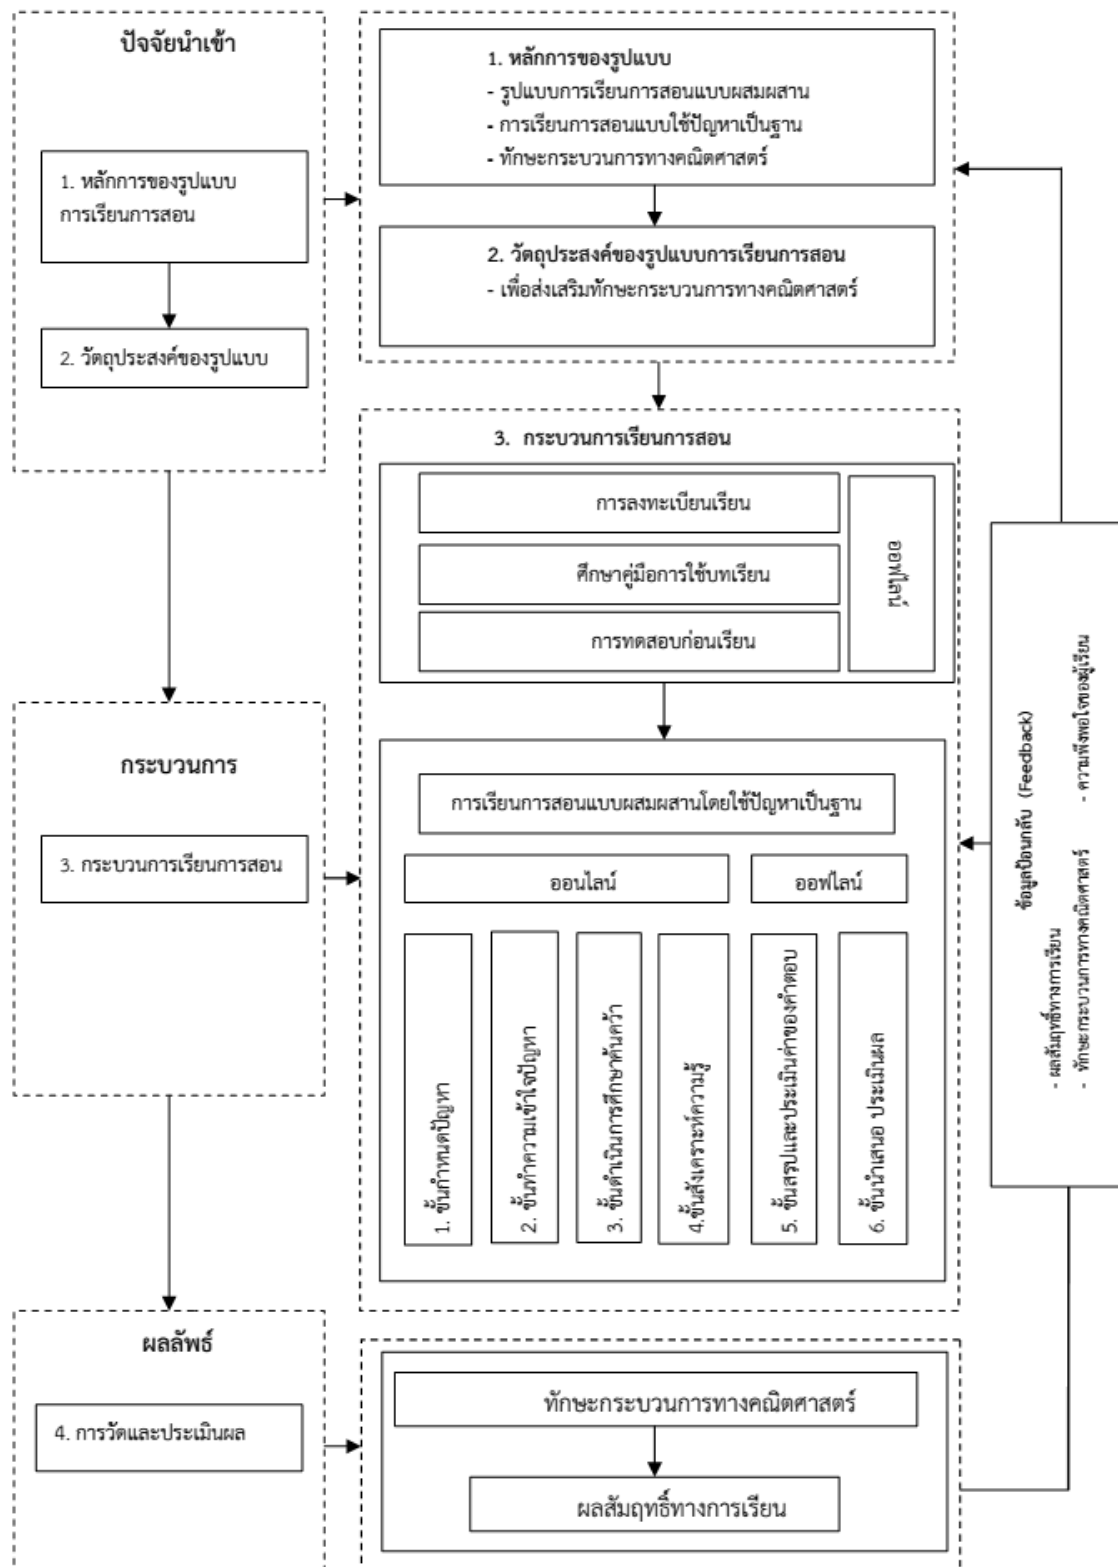 ปัจจัยนำเข้า
1. หลักการของรูปแบบ
การเรียนการสอน
2. วัตถุประสงค์ของรูปแบบ
1. หลักการของรูปแบบ
- รูปแบบการเรียนการสอนแบบผสมผสาน
- การเรียนการสอนแบบใช้ปัญหาเป็นฐาน
- ทักษะกระบวนการทางคณิตศาสตร์
2. วัตถุประสงค์ของรูปแบบการเรียนการสอน
- เพื่อส่งเสริมทักษะกระบวนการทางคณิตศาสตร์
กระบวนการ
3. กระบวนการเรียนการสอน
3. กระบวนการเรียนการสอน
การลงทะเบียนเรียน
ศึกษาคู่มือการใช้บทเรียน
การทดสอบก่อนเรียน
ออฟไลน์
การเรียนการสอนแบบผสมผสานโดยใช้ปัญหาเป็นฐาน
ออนไลน์
ออฟไลน์
1. ขั้นกำหนดปัญหา
2. ขั้นทำความเข้าใจปัญหา
3. ขั้นดำเนินการศึกษาค้นคว้า
4.ขั้นสังเคราะห์ความรู้
5. ขั้นสรุปและประเมินค่าของคำตอบ
6. ขั้นนำเสนอ ประเมินผล
ผลลัพธ์
4. การวัดและประเมินผล
ทักษะกระบวนการทางคณิตศาสตร์
ผลสัมฤทธิ์ทางการเรียน
ข้อมูลป้อนกลับ (Feedback)
- ผลสัมฤทธิ์ทางการเรียน
- ทักษะกระบวนการทางคณิตศาสตร์ - ความพึงพอใจของผู้เรียน